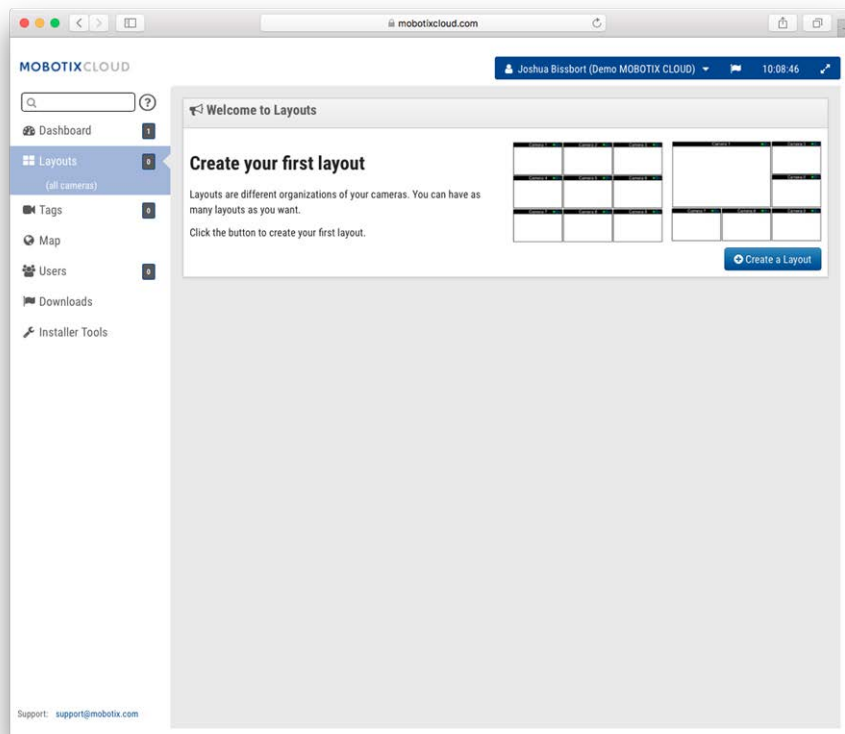 mobotixcloud.com
MOBOTIXCLOUD
Joshua Bissbort (Demo MOBOTIX CLOUD)
10:08:46
Dashboard 1
Layouts 0
(all cameras)
Tags 0
Map
Users 0
Downloads
Installer Tools
Welcome to Layouts
Create your first layout
Layouts are different organizations of your cameras. You can have as
many layouts as you want.
Click the button to create your first layout.
Create a Layout
Support: support@mobotix.com